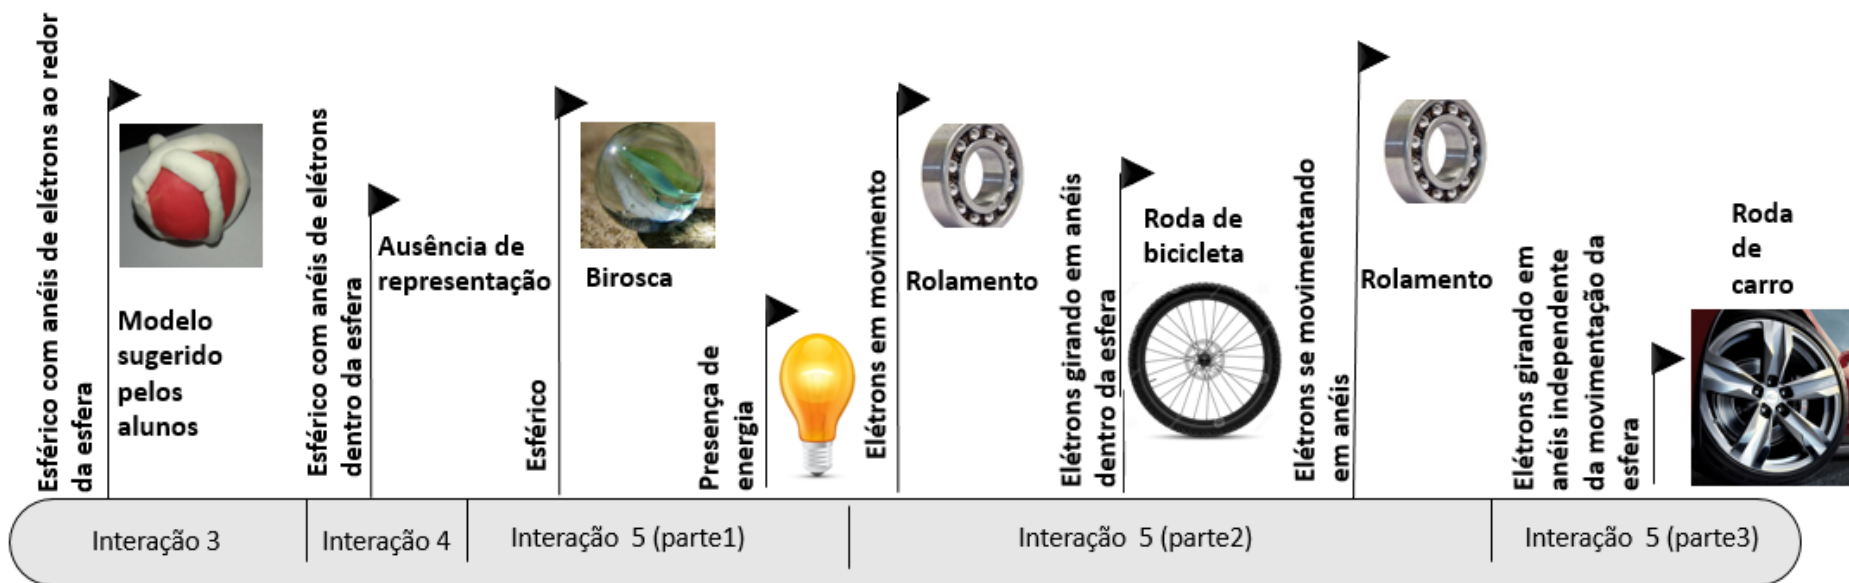 Esférico com anéis de elétrons ao redor
da esfera
Modelo
sugerido
pelos
alunos
Esférico com anéis de elétrons
dentro da esfera
Ausência de
representação
Esférico
Birosca
Presença de
energia
Elétrons em movimento
Rolamento
Elétrons girando em anéis
dentro da esfera
Roda de
bicicleta
Elétrons se movimentando
em anéis
Rolamento
Elétrons girando em
anéis independente
da movimentação da
esfera
Roda
de
carro
Interação 3
Interação 4
Interação 5 (parte1)
Interação 5 (parte2)
Interação 5 (parte3)